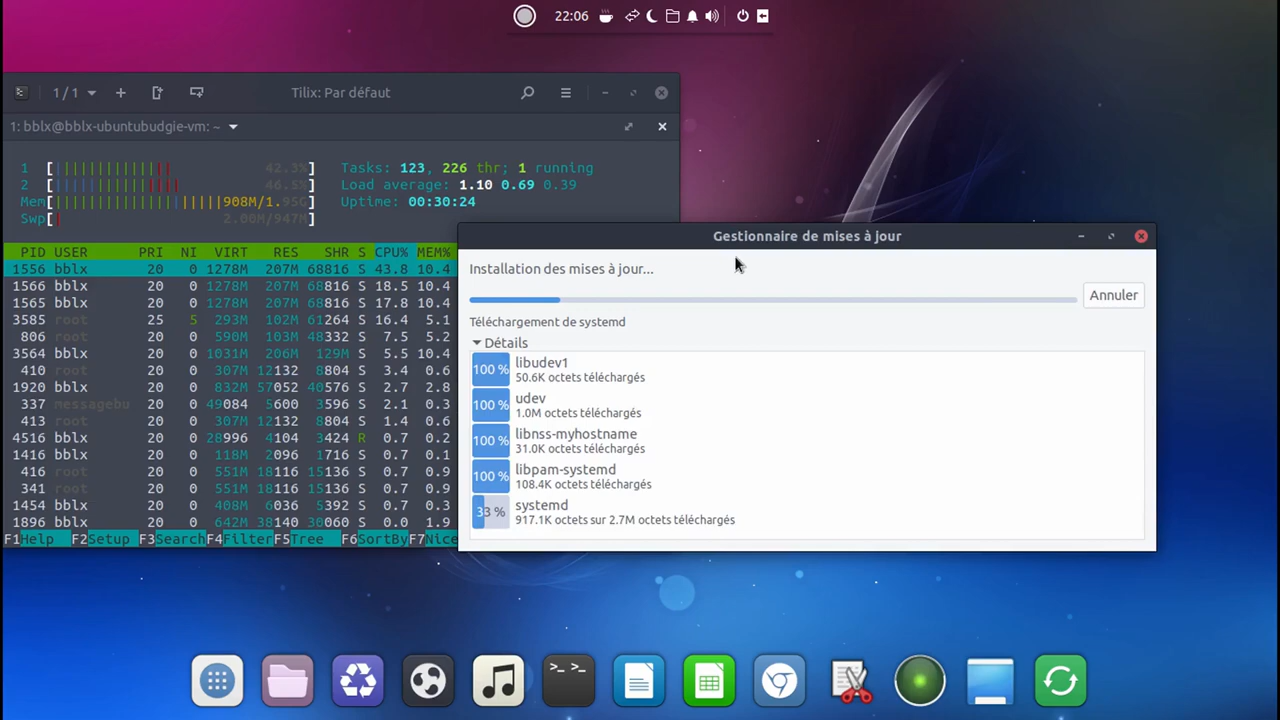 22:06
1 / 1
Tilix: Par défaut
1: bblx@bblx-ubuntubudgie-vm: ~
1 [ 42.3%] Tasks: 123, 226 thr; 1 running
2 [ 46.5%] Load average: 1.10 0.69 0.39
Mem[ 908M/1.95G] Uptime: 00:30:24
Swp[ 2.00M/947M]
PID USER PRI NI VIRT RES SHR S CPU% MEM%
1556 bblx 20 0 1278M 207M 68816 S 43.8 10.4
1566 bblx 20 0 1278M 207M 68816 S 18.5 10.4
1565 bblx 20 0 1278M 207M 68816 S 17.8 10.4
3585 root 25 5 293M 102M 61264 S 16.4 5.1
806 root 20 0 590M 103M 48332 S 7.5 5.2
3564 bblx 20 0 1031M 206M 129M S 5.5 10.4
410 root 20 0 307M 12132 8804 S 3.4 0.6
1920 bblx 20 0 832M 57052 40576 S 2.7 2.8
337 messagebu 20 0 49084 5600 3596 S 2.1 0.3
413 root 20 0 307M 12132 8804 S 1.4 0.6
4516 bblx 20 0 28996 4104 3424 R 0.7 0.2
1416 bblx 20 0 118M 2096 1716 S 0.7 0.1
416 root 20 0 551M 18116 15136 S 0.7 0.9
341 root 20 0 551M 18116 15136 S 0.7 0.9
1454 bblx 20 0 408M 6036 5392 S 0.7 0.3
1896 bblx 20 0 642M 38140 30060 S 0.0 1.9
F1Help F2Setup F3Search F4Filter F5Tree F6SortBy F7Nice
Gestionnaire de mises à jour
Installation des mises à jour...
Annuler
Téléchargement de systemd
Détails
100 % libudev1
50.6K octets téléchargés
100 % udev
1.0M octets téléchargés
100 % libnss-myhostname
31.0K octets téléchargés
100 % libpam-systemd
108.4K octets téléchargés
33 % systemd
917.1K octets sur 2.7M octets téléchargés
>_ >_